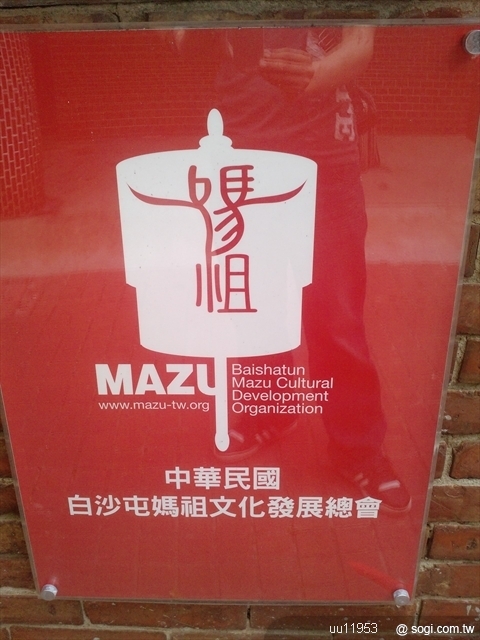 媽祖
MAZU
www.mazu-tw.org
Baishatun
Mazu Cultural
Development
Organization
中華民國
白沙屯媽祖文化發展總會
uu11953 @ sogi.com.tw